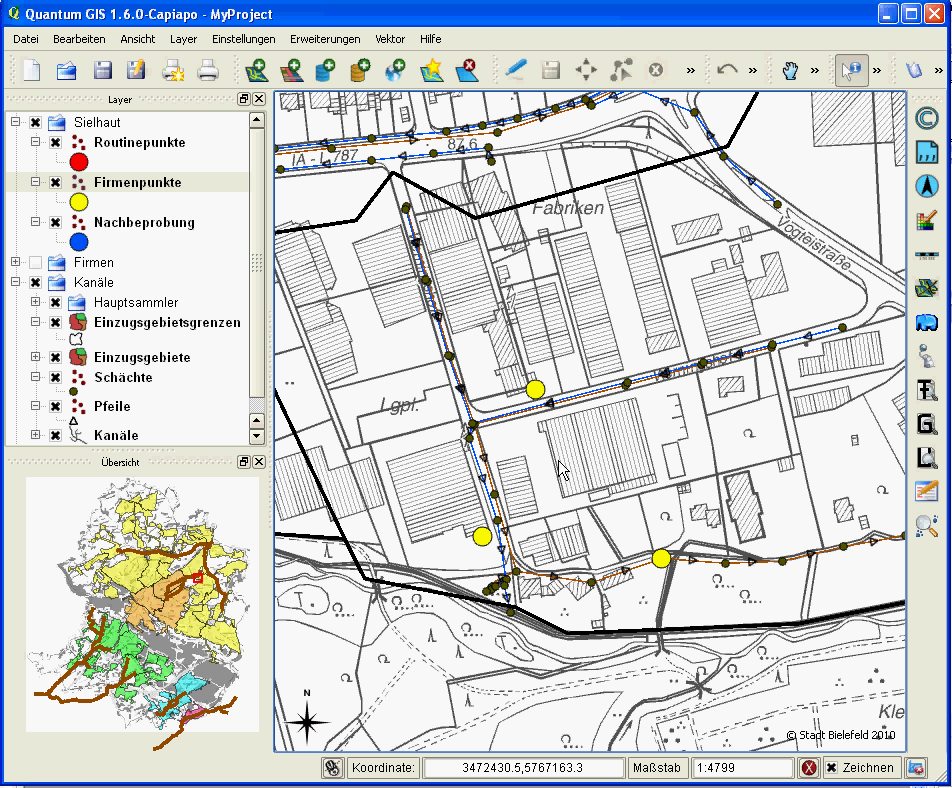 Quantum GIS 1.6.0-Capiapo - MyProject
Datei Bearbeiten Ansicht Layer Einstellungen Erweiterungen Vektor Hilfe
Layer
Sielhaut
Routinepunkte
Firmenpunkte
Nachbeprobung
Firmen
Kanäle
Hauptsammler
Einzugsgebietsgrenzen
Einzugsgebiete
Schächte
Pfeile
Kanäle
Übersicht
IA - L 787
87.6
Fabriken
Vogteistraße
Lgpl.
N
Kle
© Stadt Bielefeld 2010
Koordinate: 3472430.5,5767163.3 Maßstab 1:4799 Zeichnen